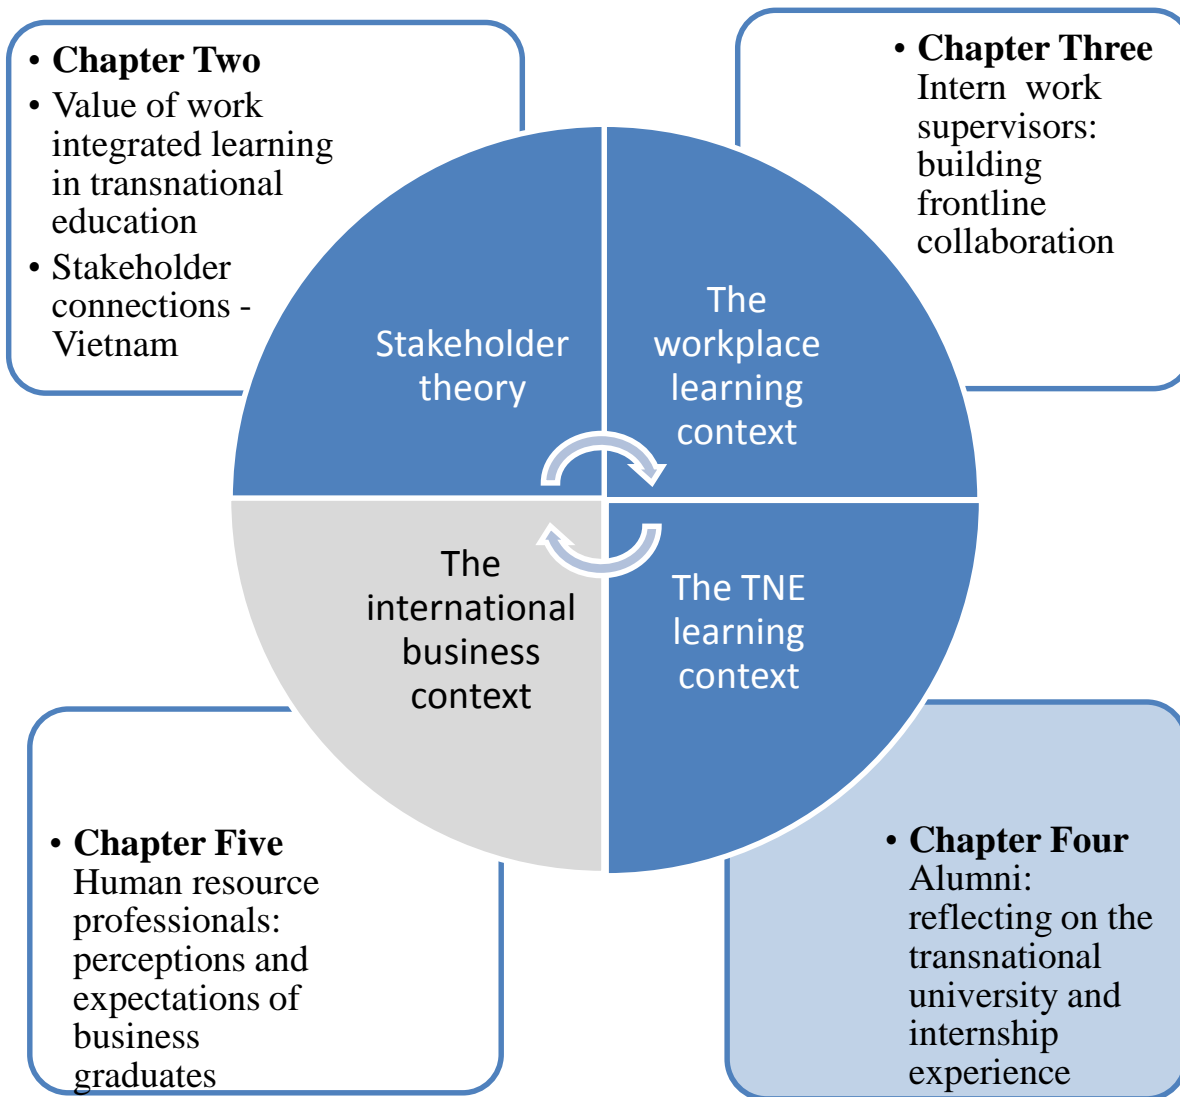 • Chapter Two
• Value of work
integrated learning
in transnational
education
• Stakeholder
connections -
Vietnam
• Chapter Three
Intern work
supervisors:
building
frontline
collaboration
Stakeholder
theory
The
workplace
learning
context
The
international
business
context
The TNE
learning
context
• Chapter Five
Human resource
professionals:
perceptions and
expectations of
business
graduates
• Chapter Four
Alumni:
reflecting on the
transnational
university and
internship
experience